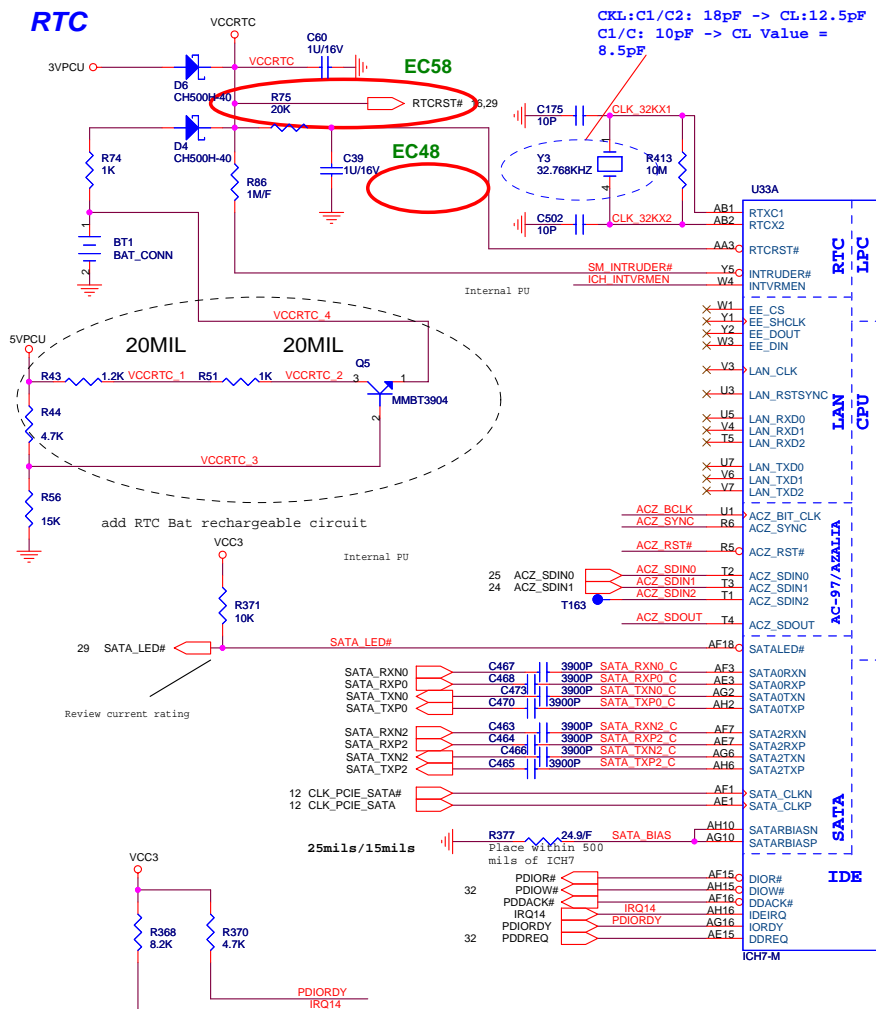 RTC
CKL:C1/C2: 18pF -> CL:12.5pF
C1/C: 10pF -> CL Value =
8.5pF
VCCRTC
C60
1U/16V
VCCRTC
3VPCU
EC58
D6
CH500H-40
R75
20K
RTCRST# 16,29
D4
CH500H-40
R74
1K
C39
1U/16V
EC48
R86
1M/F
C175
10P
CLK_32KX1
Y3
32.768KHZ
1
4
R413
10M
C502
10P
CLK_32KX2
BT1
BAT_CONN
1
2
U33A
AB1 RTXC1
AB2 RTCX2
AA3 RTCRST#
SM_INTRUDER# Y5 INTRUDER#
ICH_INTVRMEN W4 INTVRMEN
Internal PU
RTC
LPC
W1 EE_CS
Y1 EE_SHCLK
Y2 EE_DOUT
W3 EE_DIN
V3 LAN_CLK
U3 LAN_RSTSYNC
U5 LAN_RXD0
V4 LAN_RXD1
T5 LAN_RXD2
U7 LAN_TXD0
V6 LAN_TXD1
V7 LAN_TXD2
LAN
CPU
VCCRTC_4
5VPCU
20MIL
20MIL
R43
1.2K
VCCRTC_1
R51
1K
VCCRTC_2
Q5
3
1
2
MMBT3904
R44
4.7K
VCCRTC_3
R56
15K
add RTC Bat rechargeable circuit
Internal PU
ACZ_BCLK U1 ACZ_BIT_CLK
ACZ_SYNC R6 ACZ_SYNC
ACZ_RST# R5 ACZ_RST#
25 ACZ_SDIN0 ACZ_SDIN0 T2 ACZ_SDIN0
24 ACZ_SDIN1 ACZ_SDIN1 T3 ACZ_SDIN1
T163 ACZ_SDIN2 T1 ACZ_SDIN2
ACZ_SDOUT T4 ACZ_SDOUT
AC-97/AZALIA
VCC3
R371
10K
29 SATA_LED# SATA_LED# AF18 SATALED#
Review current rating
SATA_RXN0 C467 3900P SATA_RXN0_C AF3 SATA0RXN
SATA_RXP0 C468 3900P SATA_RXP0_C AE3 SATA0RXP
SATA_TXN0 C473 3900P SATA_TXN0_C AG2 SATA0TXN
SATA_TXP0 C470 3900P SATA_TXP0_C AH2 SATA0TXP
SATA_RXN2 C463 3900P SATA_RXN2_C AF7 SATA2RXN
SATA_RXP2 C464 3900P SATA_RXP2_C AE7 SATA2RXP
SATA_TXN2 C466 3900P SATA_TXN2_C AG6 SATA2TXN
SATA_TXP2 C465 3900P SATA_TXP2_C AH6 SATA2TXP
12 CLK_PCIE_SATA# AF1 SATA_CLKN
12 CLK_PCIE_SATA AE1 SATA_CLKP
AH10 SATARBIASN
R377 24.9/F SATA_BIAS AG10 SATARBIASP
25mils/15mils
Place within 500
mils of ICH7
SATA
IDE
PDIOR# AF15 DIOR#
32 PDIOW# AH15 DIOW#
PDDACK# AF16 DDACK#
IRQ14 IRQ14 AH16 IDEIRQ
PDIORDY PDIORDY AG16 IORDY
32 PDDREQ AE15 DDREQ
ICH7-M
VCC3
R368
8.2K
R370
4.7K
PDIORDY
IRQ14